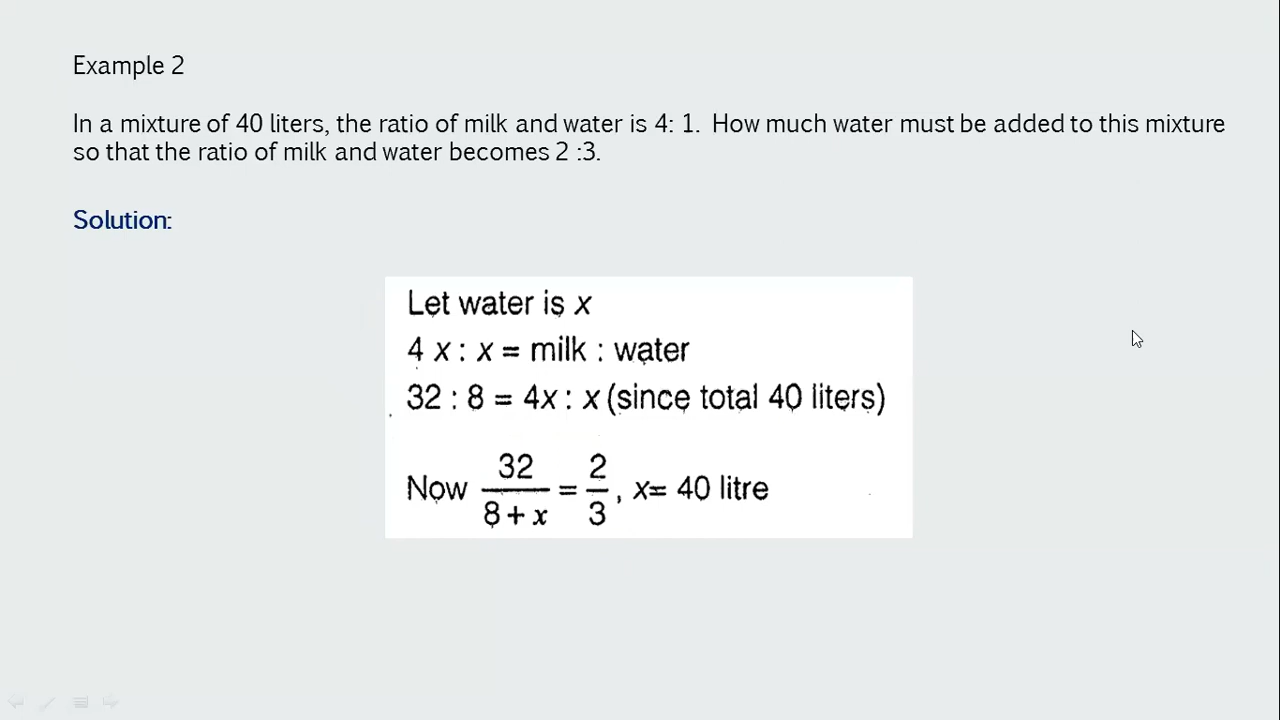 Example 2
In a mixture of 40 liters, the ratio of milk and water is 4: 1. How much water must be added to this mixture
so that the ratio of milk and water becomes 2 :3.
Solution:
Let water is x
4 x : x = milk : water
32 : 8 = 4x : x (since total 40 liters)
Now 32/(8 + x) = 2/3, x= 40 litre